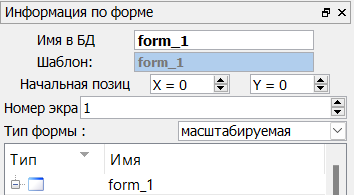 Информация по форме
Имя в БД form_1
Шаблон: form_1
Начальная позиц X = 0 Y = 0
Номер экра 1
Тип формы : масштабируемая
Тип Имя
form_1